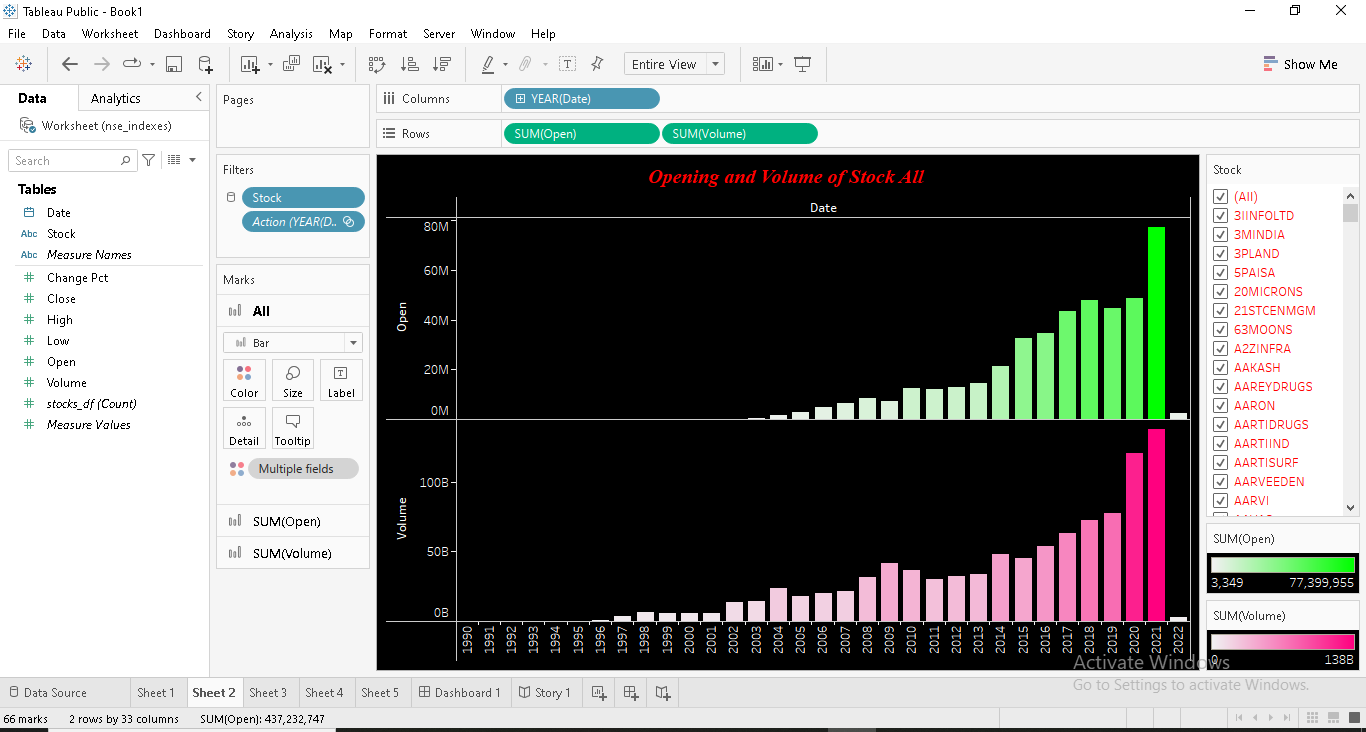 Tableau Public - Book1
File Data Worksheet Dashboard Story Analysis Map Format Server Window Help
Entire View
Show Me
Data Analytics
Worksheet (nse_indexes)
Search
Tables
Date
Abc Stock
Abc Measure Names
Change Pct
Close
High
Low
Open
Volume
stocks_df (Count)
Measure Values
Pages
Filters
Stock
Action (YEAR(D..
Marks
All
Bar
Color Size Label
Detail Tooltip
Multiple fields
SUM(Open)
SUM(Volume)
Columns YEAR(Date)
Rows SUM(Open) SUM(Volume)
Opening and Volume of Stock All
Date
Open
80M
60M
40M
20M
0M
Volume
100B
50B
0B
1990 1991 1992 1993 1994 1995 1996 1997 1998 1999 2000 2001 2002 2003 2004 2005 2006 2007 2008 2009 2010 2011 2012 2013 2014 2015 2016 2017 2018 2019 2020 2021 2022
Stock
(All)
3IINFOLTD
3MINDIA
3PLAND
5PAISA
20MICRONS
21STCENMGM
63MOONS
A2ZINFRA
AAKASH
AAREYDRUGS
AARON
AARTIDRUGS
AARTIIND
AARTISURF
AARVEEDEN
AARVI
SUM(Open)
3,349 77,399,955
SUM(Volume)
0 138B
Activate Windows
Go to Settings to activate Windows.
Data Source Sheet 1 Sheet 2 Sheet 3 Sheet 4 Sheet 5 Dashboard 1 Story 1
66 marks 2 rows by 33 columns SUM(Open): 437,232,747